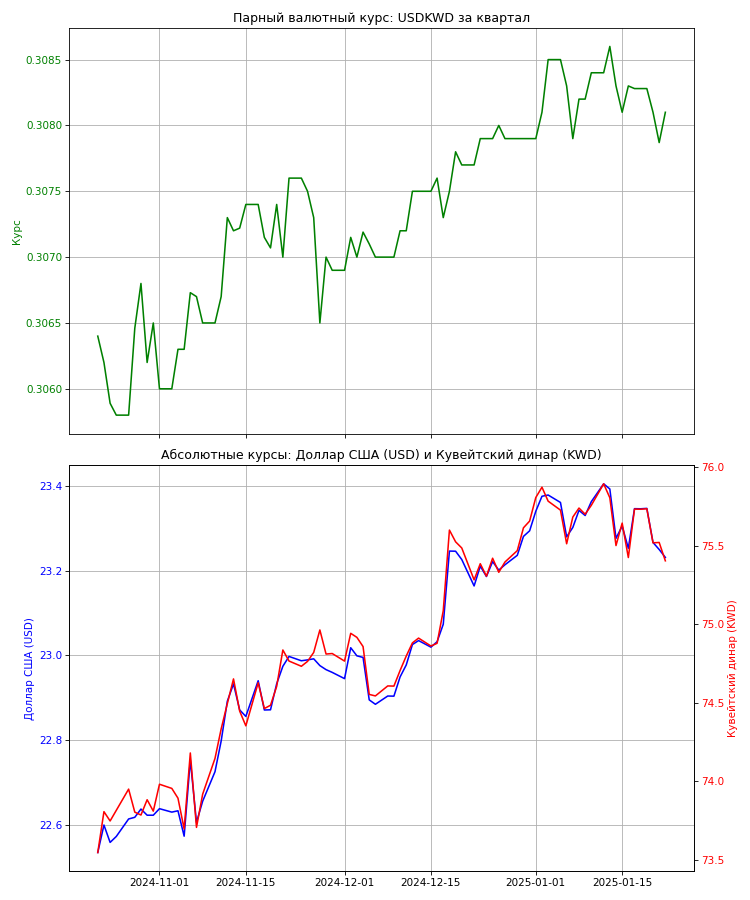 Парный валютный курс: USDKWD за квартал
0.3085
0.3080
0.3075
0.3070
0.3065
0.3060
Курс
Абсолютные курсы: Доллар США (USD) и Кувейтский динар (KWD)
23.4
23.2
23.0
22.8
22.6
Доллар США (USD)
76.0
75.5
75.0
74.5
74.0
73.5
Кувейтский динар (KWD)
2024-11-01 2024-11-15 2024-12-01 2024-12-15 2025-01-01 2025-01-15